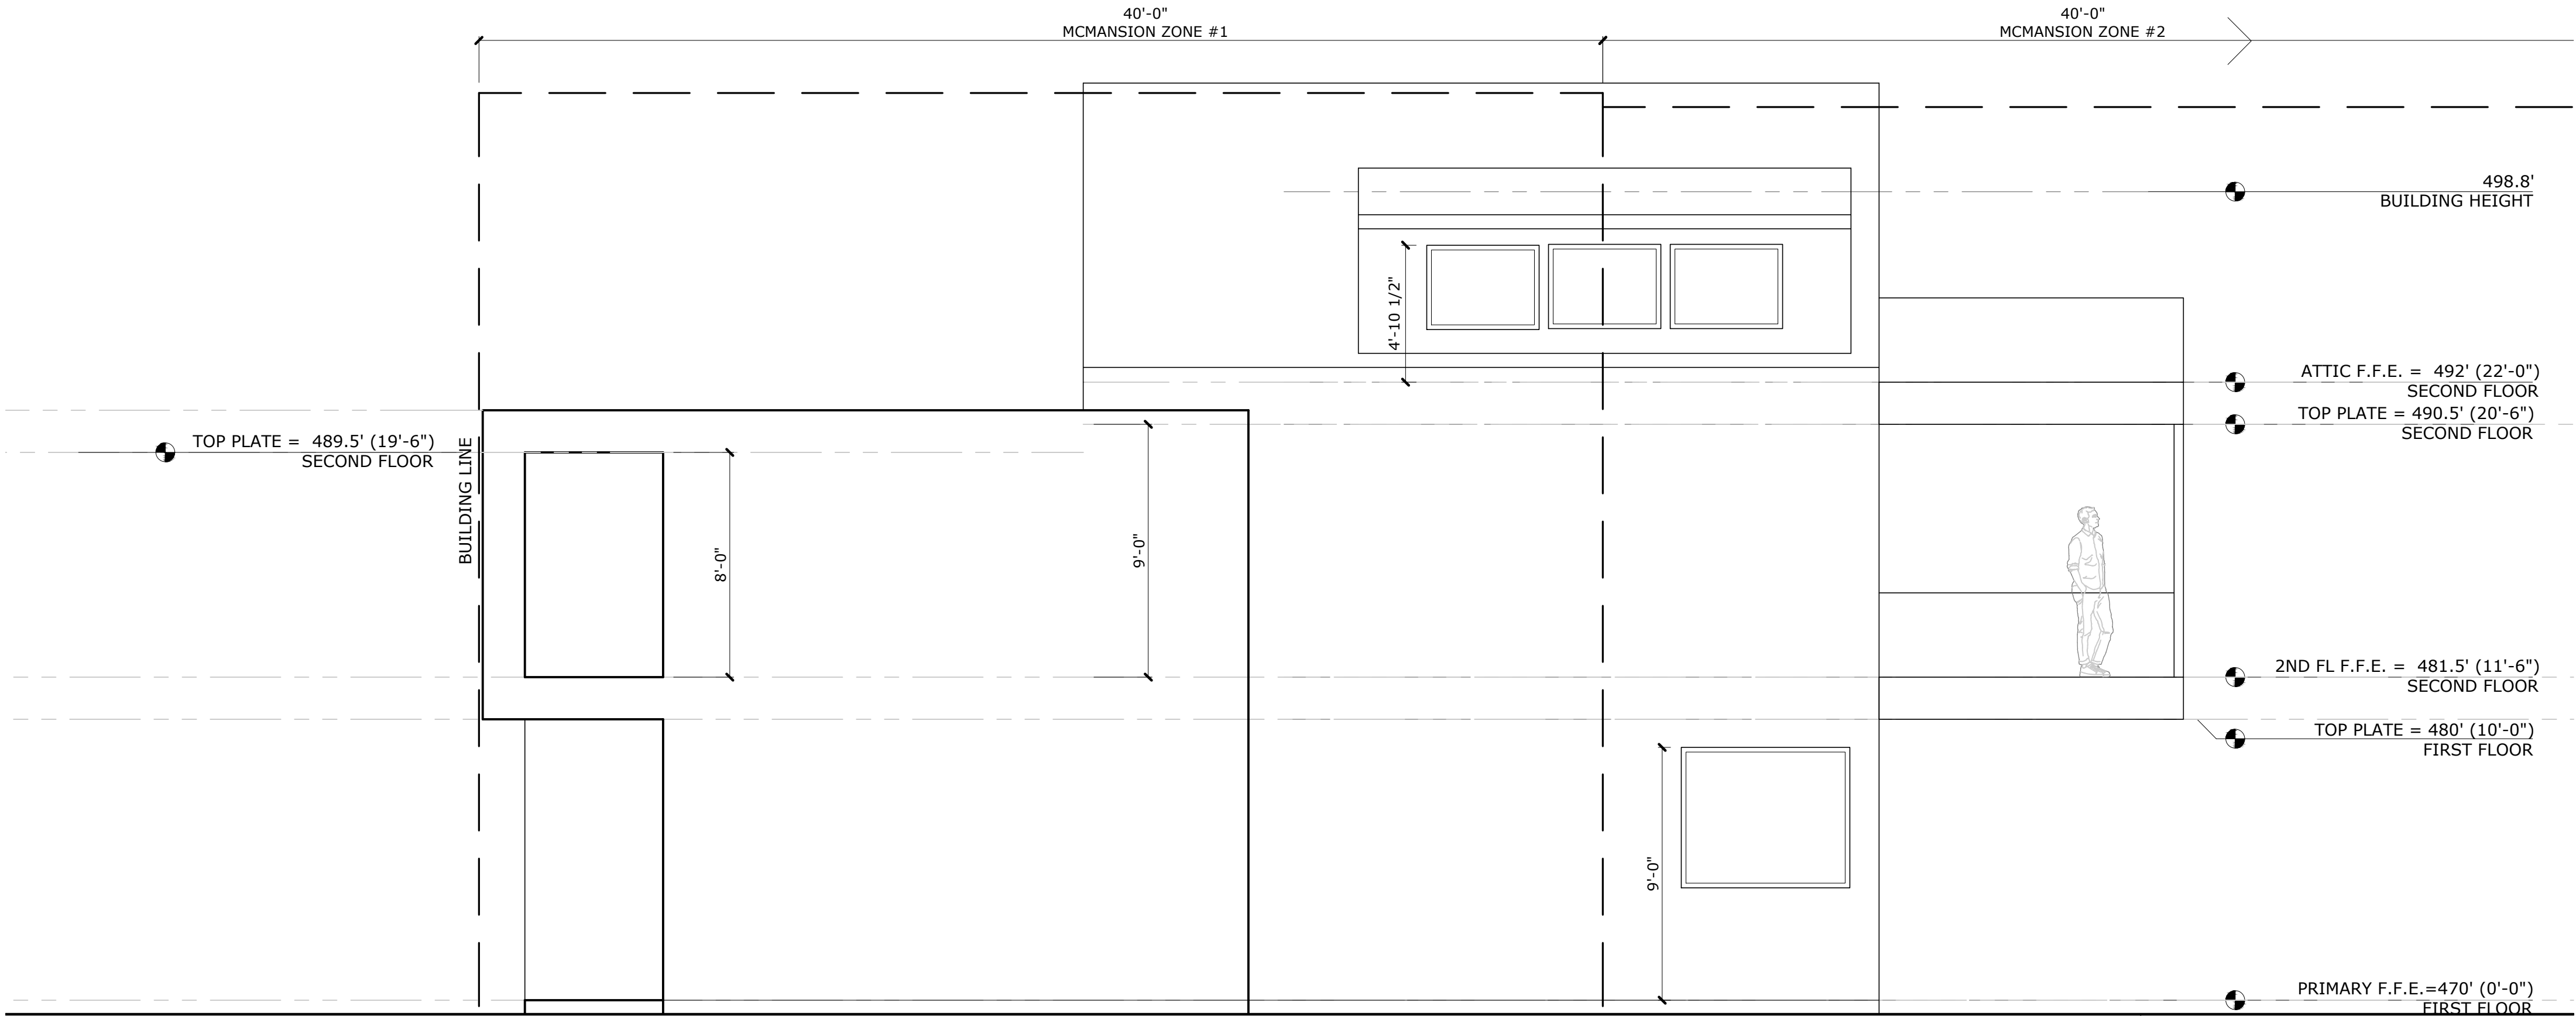 40'-0"
MCMANSION ZONE #1
40'-0"
MCMANSION ZONE #2
498.8'
BUILDING HEIGHT
4'-10 1/2"
ATTIC F.F.E. = 492' (22'-0")
SECOND FLOOR
TOP PLATE = 490.5' (20'-6")
SECOND FLOOR
TOP PLATE = 489.5' (19'-6")
SECOND FLOOR
BUILDING LINE
8'-0"
9'-0"
2ND FL F.F.E. = 481.5' (11'-6")
SECOND FLOOR
TOP PLATE = 480' (10'-0")
FIRST FLOOR
9'-0"
PRIMARY F.F.E.=470' (0'-0")
FIRST FLOOR